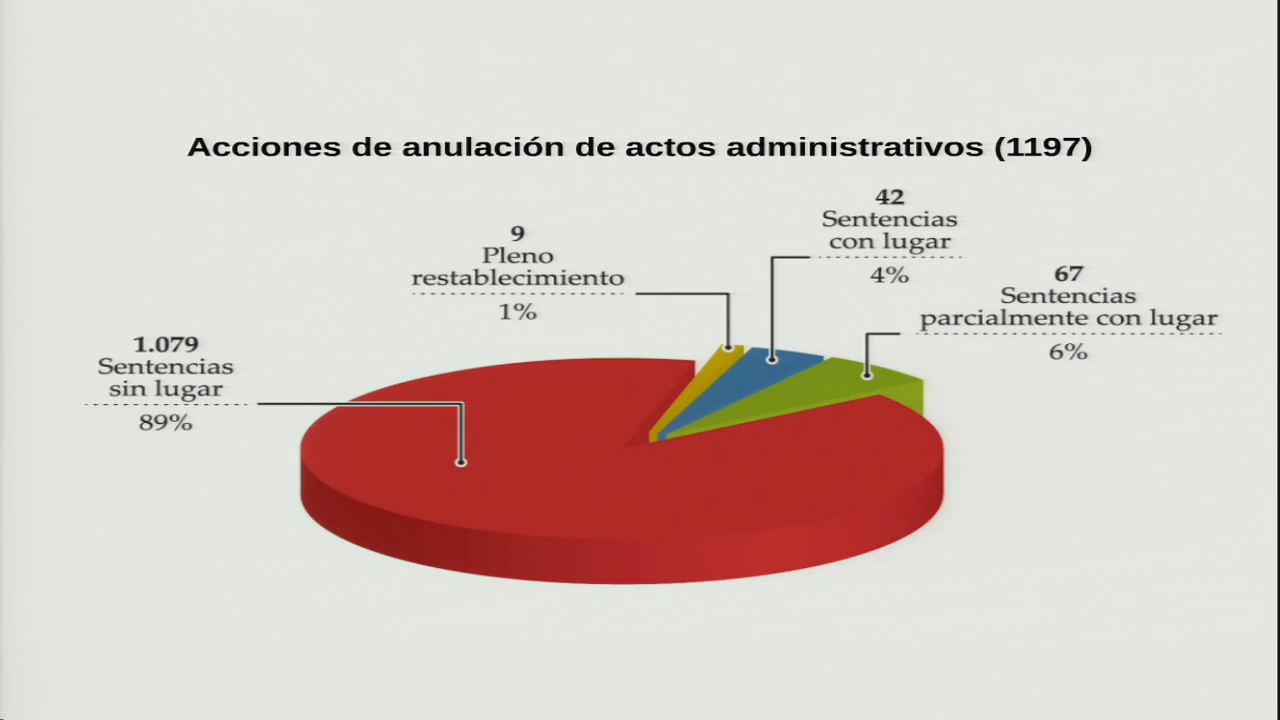 Acciones de anulación de actos administrativos (1197)
42
Sentencias
con lugar
4%
9
Pleno
restablecimiento
1%
67
Sentencias
parcialmente con lugar
6%
1.079
Sentencias
sin lugar
89%